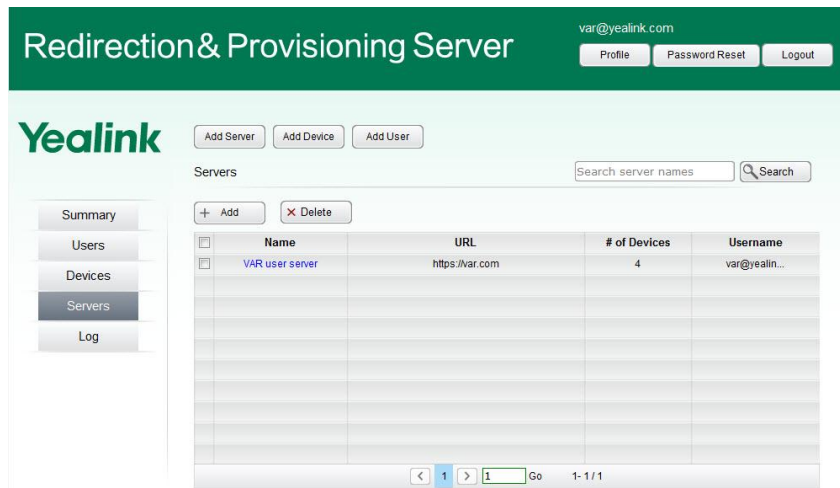 var@yealink.com
Redirection & Provisioning Server
Profile Password Reset Logout
Yealink
Add Server Add Device Add User
Servers
Search server names Search
Summary
Users
Devices
Servers
Log
+ Add X Delete
Name URL # of Devices Username
VAR user server https://var.com 4 var@yealin...
< 1 > 1 Go 1- 1 / 1